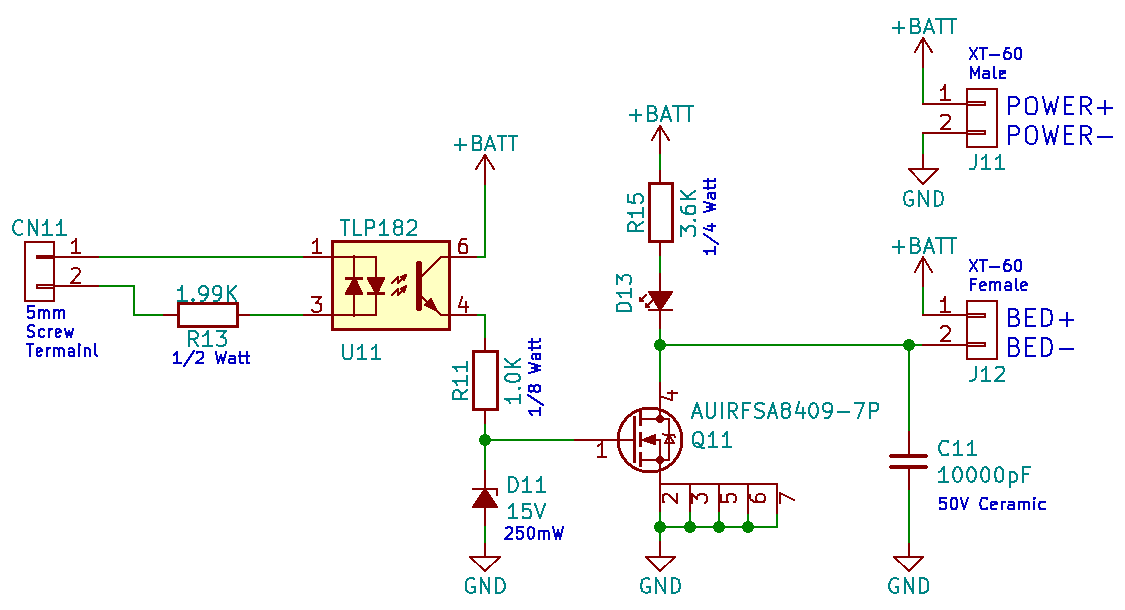 +BATT
XT-60
Male
1
POWER+
2
POWER-
J11
GND
+BATT
+BATT
R15
3.6K
1/4 Watt
CN11
1
2
5mm
Screw
Termainl
1.99K
R13
1/2 Watt
TLP182
1
6
3
4
U11
D13
+BATT
XT-60
Female
1
BED+
2
BED-
J12
R11
1.0K
1/8 Watt
4
AUIRFSA8409-7P
Q11
1
2
3
5
6
7
D11
15V
250mW
C11
10000pF
50V Ceramic
GND
GND
GND